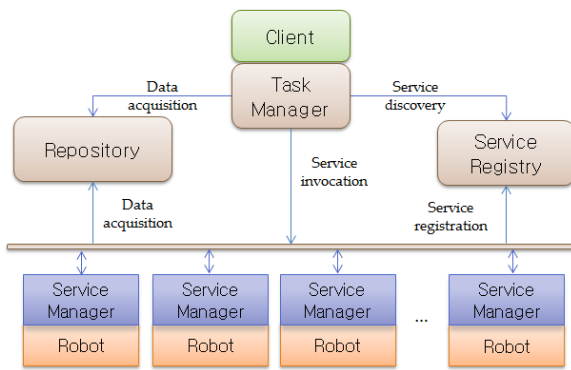 Client
Data
acquisition
Task
Manager
Service
discovery
Repository
Service
invocation
Service
Registry
Data
acquisition
Service
registration
Service
Manager
Service
Manager
Service
Manager
...
Service
Manager
Robot
Robot
Robot
Robot